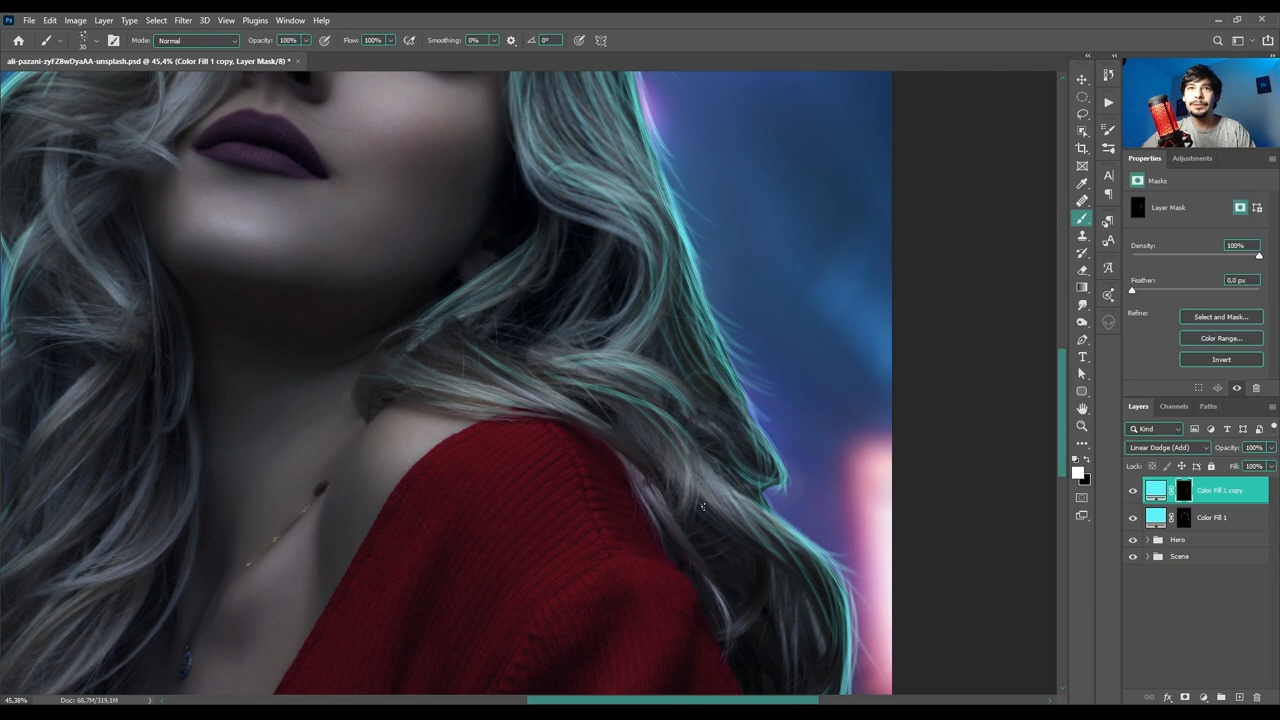 Ps File Edit Image Layer Type Select Filter 3D View Plugins Window Help
30 Mode: Normal Opacity: 100% Flow: 100% Smoothing: 0% 0°
ali-pazani-zyFZ8wDyaAA-unsplash.psd @ 45,4% (Color Fill 1 copy, Layer Mask/8) *
Properties Adjustments
Masks
Layer Mask
Density: 100%
Feather: 0,0 px
Refine: Select and Mask...
Color Range...
Invert
Layers Channels Paths
Kind
Linear Dodge (Add) Opacity: 100%
Lock: Fill: 100%
Color Fill 1 copy
Color Fill 1
Hero
Scene
45,38% Doc: 68,7M/319,1M